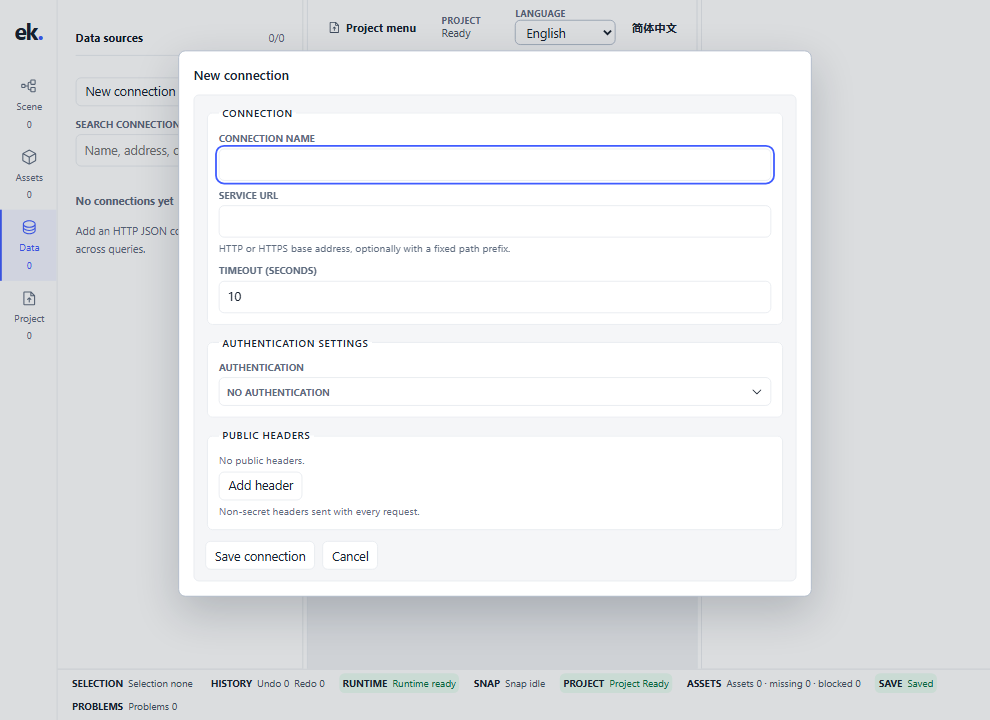 ek.
Scene
0
Assets
0
Data
0
Project
0
Data sources
0/0
New connection
SEARCH CONNECTION
Name, address, c
No connections yet
Add an HTTP JSON co
across queries.
Project menu
PROJECT
Ready
LANGUAGE
English
简体中文
New connection
CONNECTION
CONNECTION NAME
SERVICE URL
HTTP or HTTPS base address, optionally with a fixed path prefix.
TIMEOUT (SECONDS)
10
AUTHENTICATION SETTINGS
AUTHENTICATION
NO AUTHENTICATION
PUBLIC HEADERS
No public headers.
Add header
Non-secret headers sent with every request.
Save connection
Cancel
SELECTION Selection none
HISTORY Undo 0 Redo 0
RUNTIME Runtime ready
SNAP Snap idle
PROJECT Project Ready
ASSETS Assets 0 · missing 0 · blocked 0
SAVE Saved
PROBLEMS Problems 0